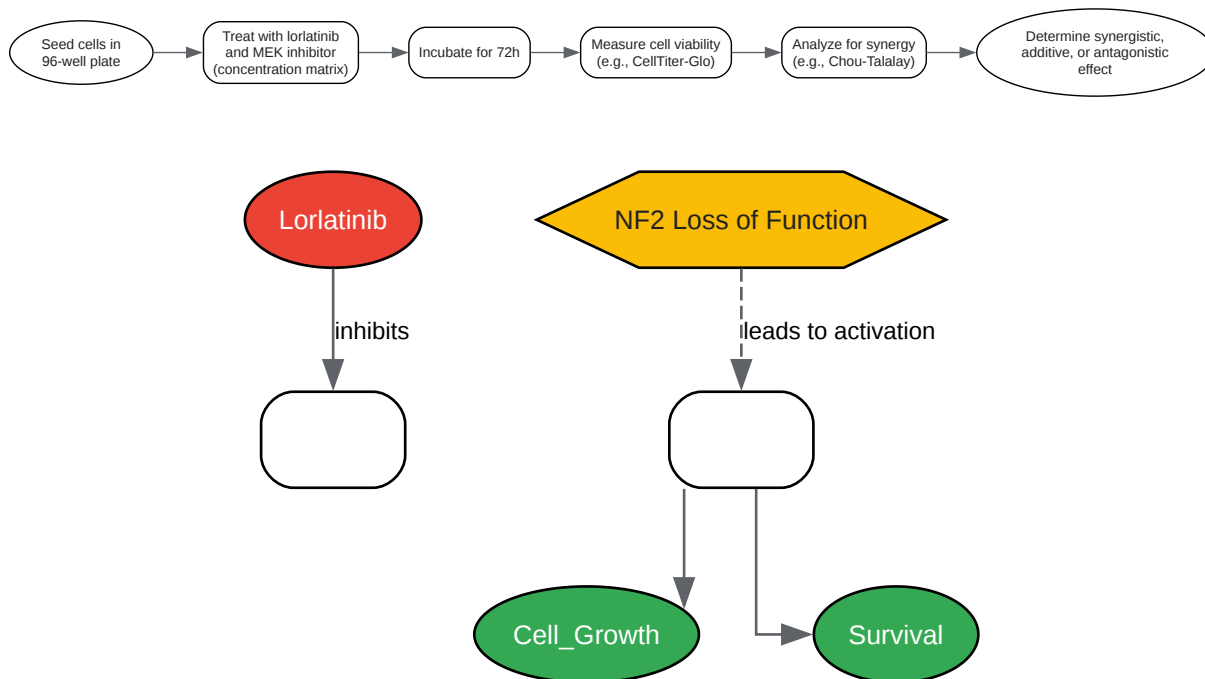 Seed cells in
96-well plate
Treat with lorlatinib
and MEK inhibitor
(concentration matrix)
Incubate for 72h
Measure cell viability
(e.g., CellTiter-Glo)
Analyze for synergy
(e.g., Chou-Talalay)
Determine synergistic,
additive, or antagonistic
effect
Lorlatinib
NF2 Loss of Function
inhibits
leads to activation
Cell_Growth
Survival